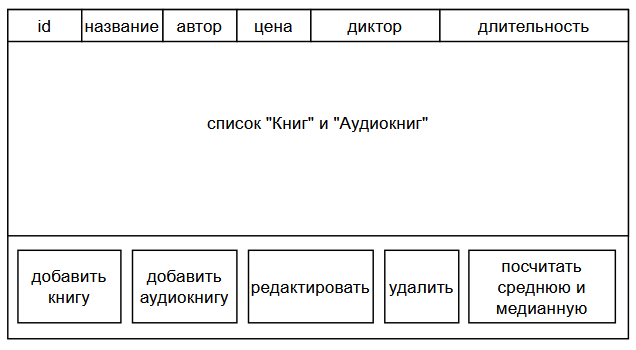 id название автор цена диктор длительность
список "Книг" и "Аудиокниг"
добавить
книгу
добавить
аудиокнигу
редактировать
удалить
посчитать
среднюю и
медианную